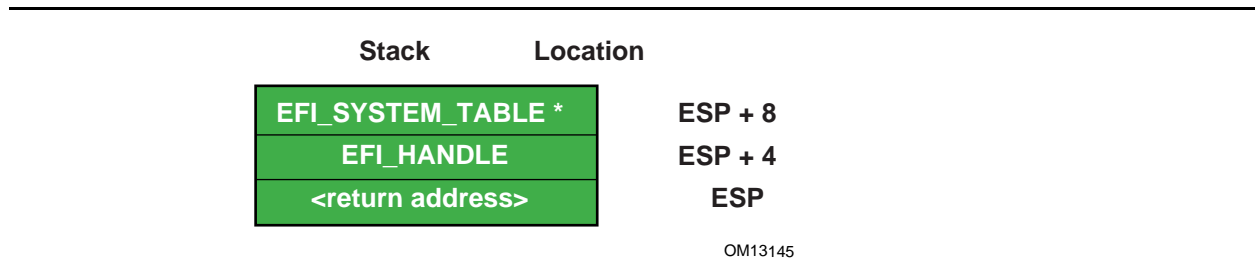 Stack Location
EFI_SYSTEM_TABLE * ESP + 8
EFI_HANDLE ESP + 4
<return address> ESP
OM13145